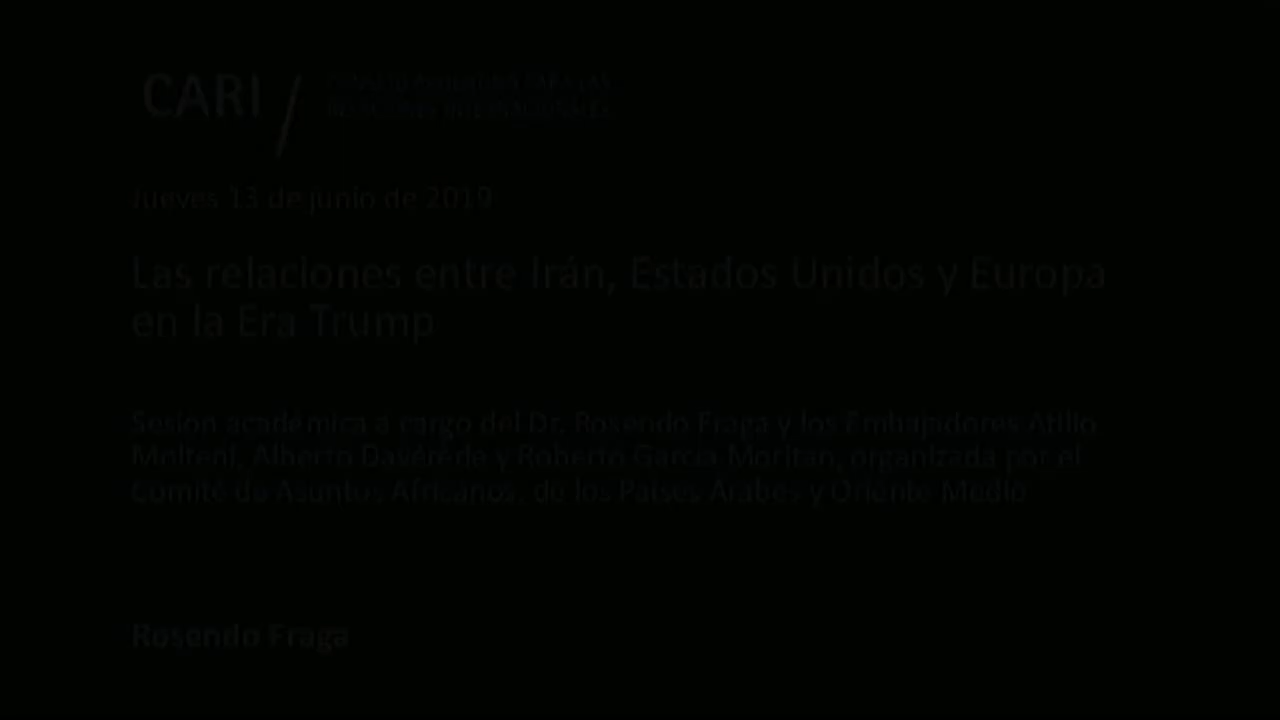 CARI
CONSEJO ARGENTINO PARA LAS
RELACIONES INTERNACIONALES
Jueves 13 de junio de 2019
Las relaciones entre Irán, Estados Unidos y Europa
en la Era Trump
Sesión académica a cargo del Dr. Rosendo Fraga y los Embajadores Atilio
Molteni, Alberto Daverede y Roberto García Moritan, organizada por el
Comité de Asuntos Africanos, de los Países Árabes y Oriente Medio
Rosendo Fraga